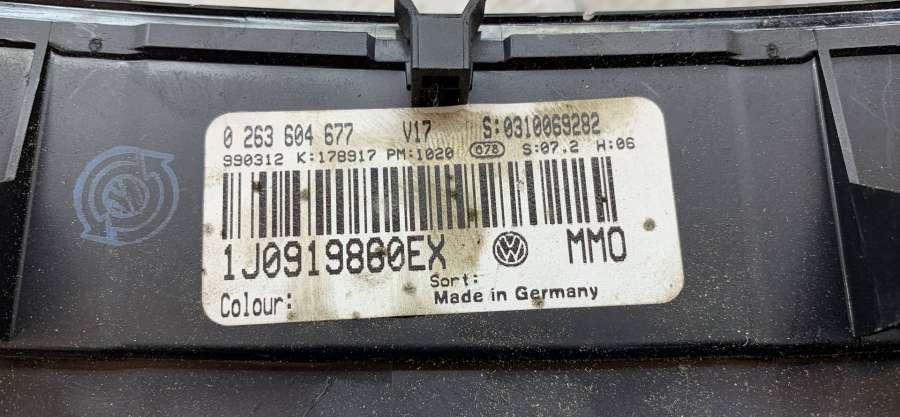 0 263 604 677 V17 S:0310069282
990312 K:178917 PM:1020 078 S:07.2 H:06
1J0919860EX MM0
Sort:
Colour: Made in Germany